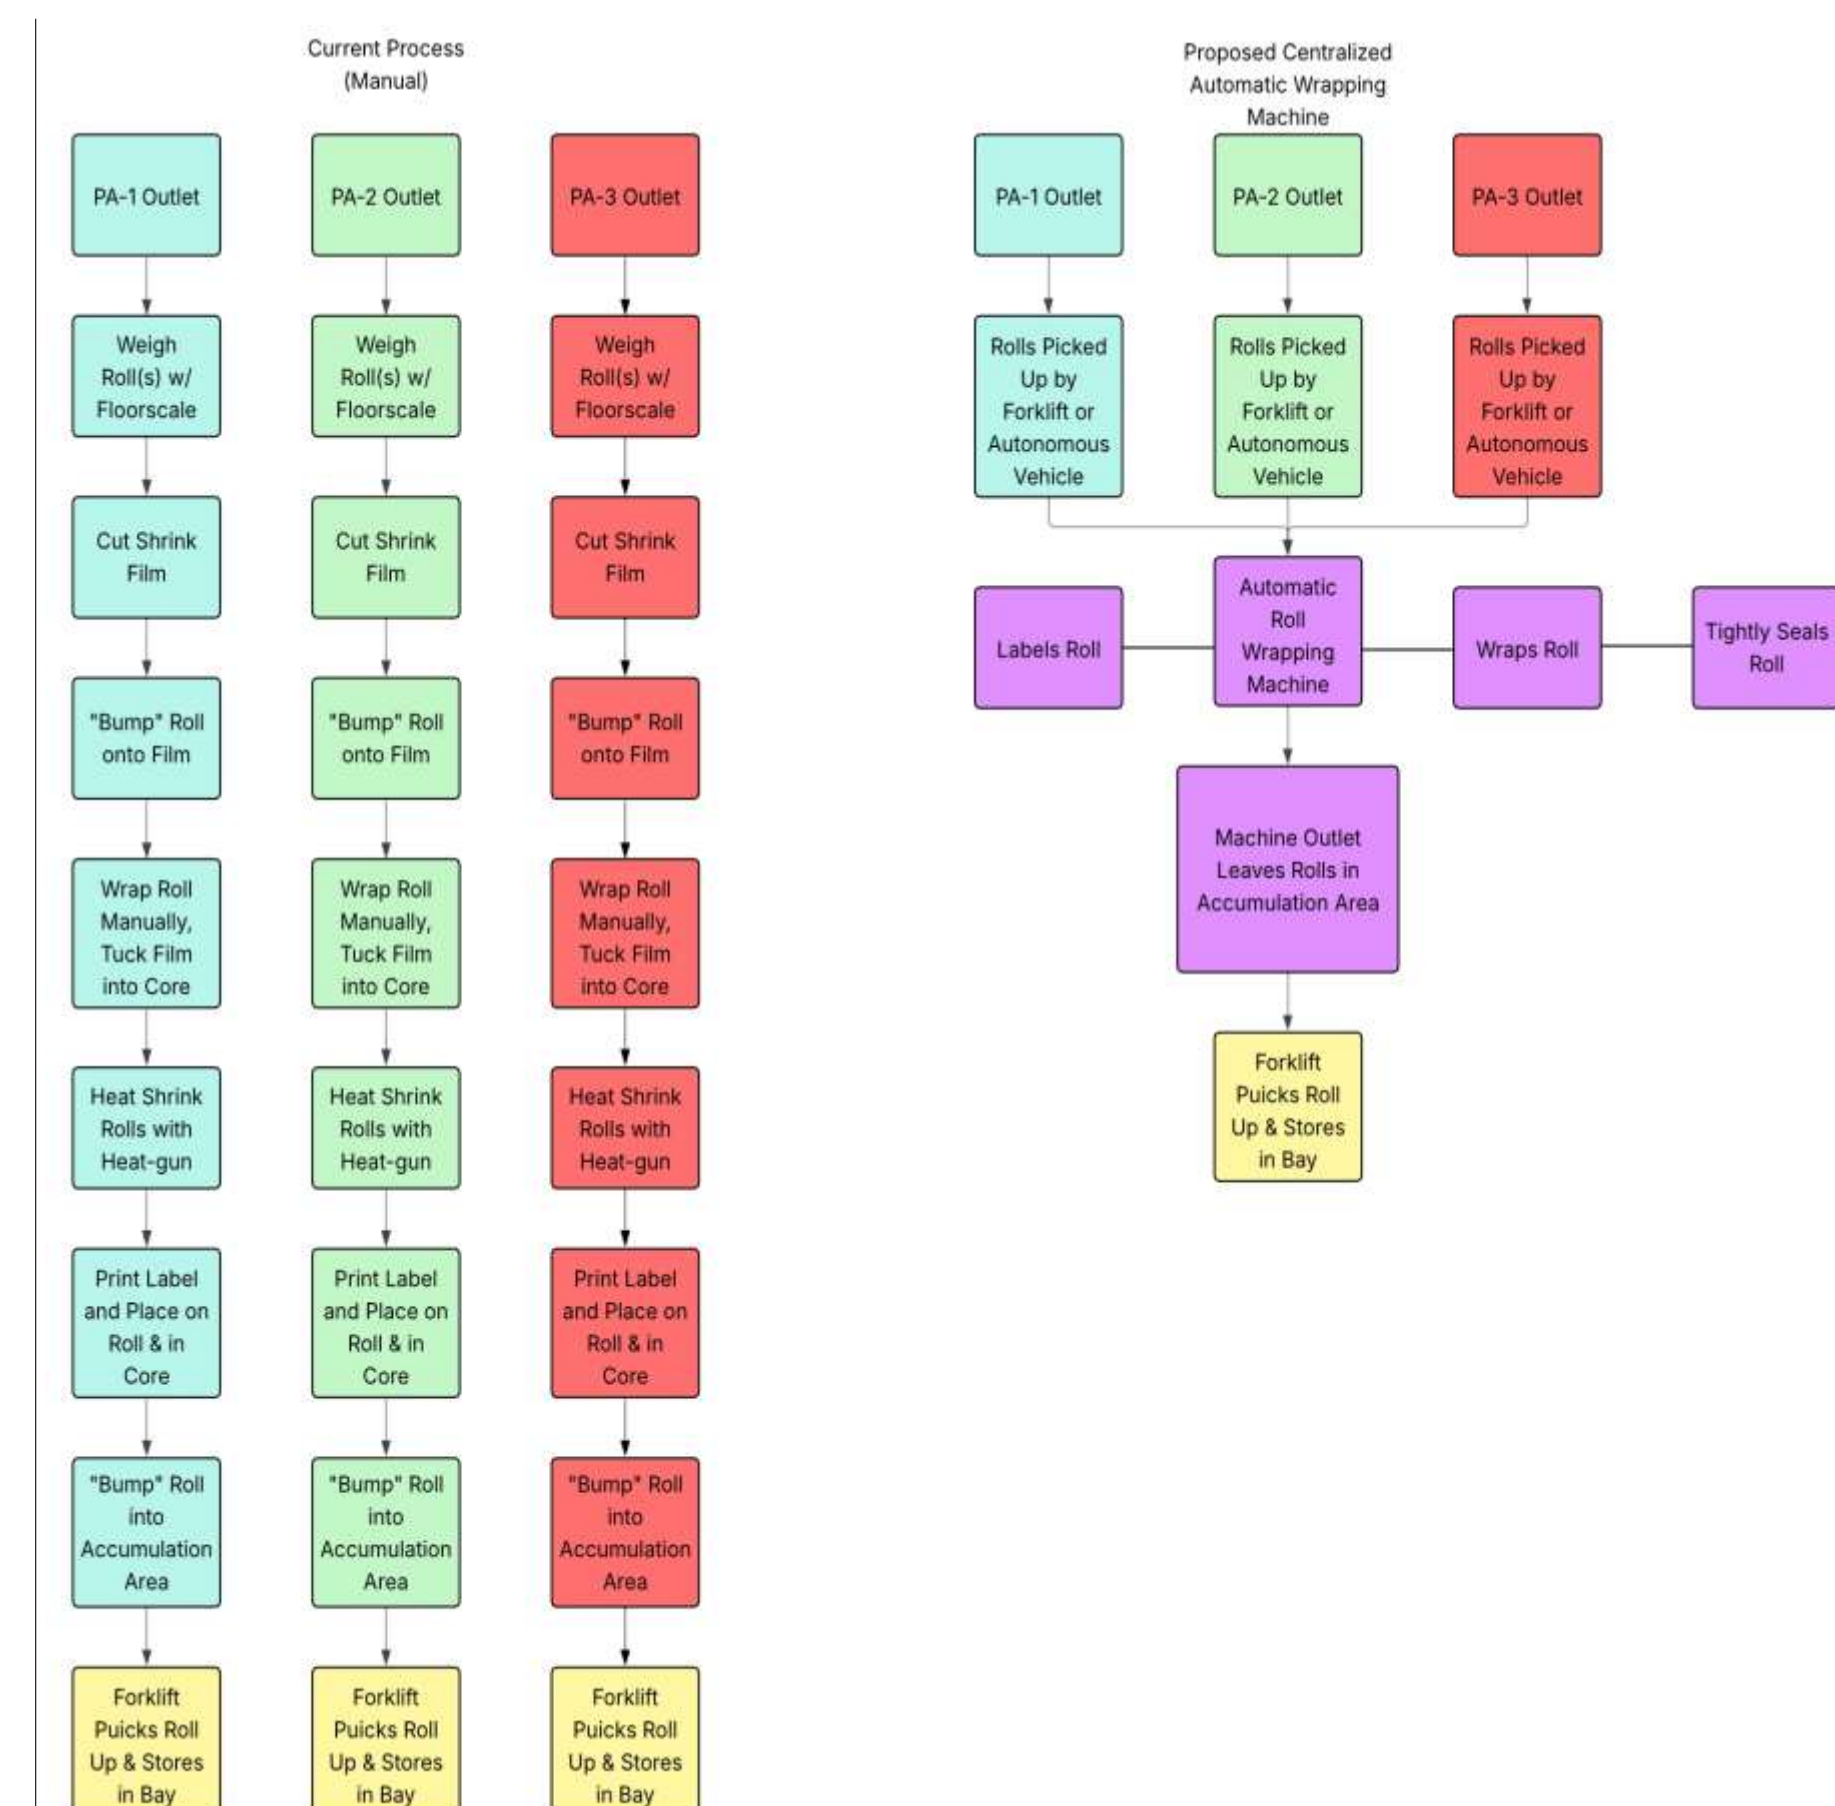 Current Process
(Manual)
PA-1 Outlet
PA-2 Outlet
PA-3 Outlet
Weigh
Roll(s) w/
Floorscale
Weigh
Roll(s) w/
Floorscale
Weigh
Roll(s) w/
Floorscale
Cut Shrink
Film
Cut Shrink
Film
Cut Shrink
Film
"Bump" Roll
onto Film
"Bump" Roll
onto Film
"Bump" Roll
onto Film
Wrap Roll
Manually,
Tuck Film
into Core
Wrap Roll
Manually,
Tuck Film
into Core
Wrap Roll
Manually,
Tuck Film
into Core
Heat Shrink
Rolls with
Heat-gun
Heat Shrink
Rolls with
Heat-gun
Heat Shrink
Rolls with
Heat-gun
Print Label
and Place on
Roll & in
Core
Print Label
and Place on
Roll & in
Core
Print Label
and Place on
Roll & in
Core
"Bump" Roll
into
Accumulation
Area
"Bump" Roll
into
Accumulation
Area
"Bump" Roll
into
Accumulation
Area
Forklift
Puicks Roll
Up & Stores
in Bay
Forklift
Puicks Roll
Up & Stores
in Bay
Forklift
Puicks Roll
Up & Stores
in Bay
Proposed Centralized
Automatic Wrapping
Machine
PA-1 Outlet
PA-2 Outlet
PA-3 Outlet
Rolls Picked
Up by
Forklift or
Autonomous
Vehicle
Rolls Picked
Up by
Forklift or
Autonomous
Vehicle
Rolls Picked
Up by
Forklift or
Autonomous
Vehicle
Labels Roll
Automatic
Roll
Wrapping
Machine
Wraps Roll
Tightly Seals
Roll
Machine Outlet
Leaves Rolls in
Accumulation Area
Forklift
Puicks Roll
Up & Stores
in Bay